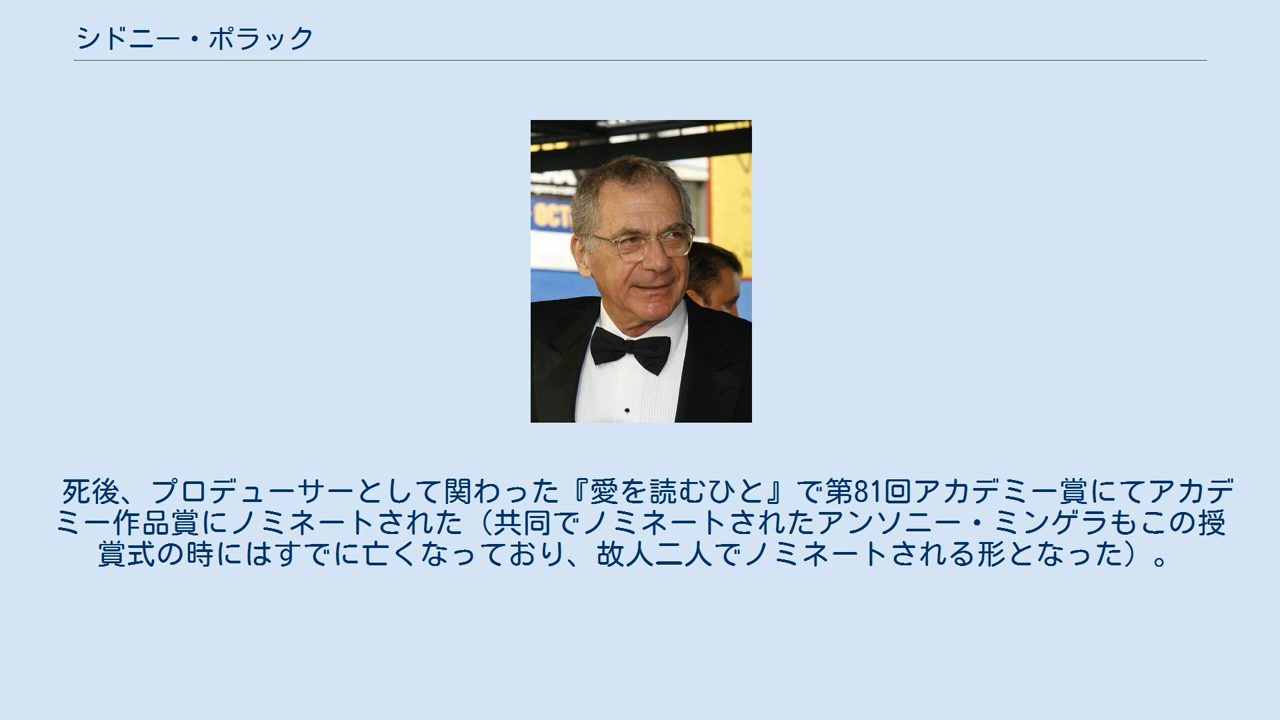 シドニー・ポラック
OCT
死後、プロデューサーとして関わった『愛を読むひと』で第81回アカデミー賞にてアカデ
ミー作品賞にノミネートされた（共同でノミネートされたアンソニー・ミンゲラもこの授
賞式の時にはすでに亡くなっており、故人二人でノミネートされる形となった）。